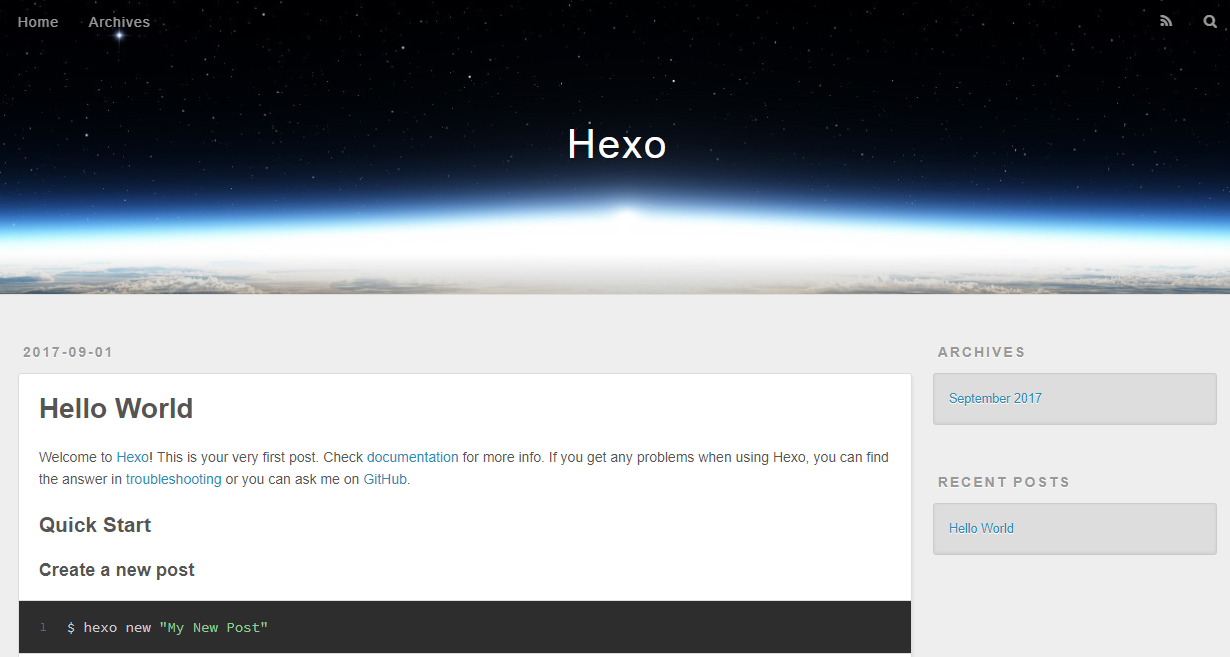 Home Archives
Hexo
2017-09-01
Hello World
Welcome to Hexo! This is your very first post. Check documentation for more info. If you get any problems when using Hexo, you can find
the answer in troubleshooting or you can ask me on GitHub.
Quick Start
Create a new post
1 $ hexo new "My New Post"
ARCHIVES
September 2017
RECENT POSTS
Hello World